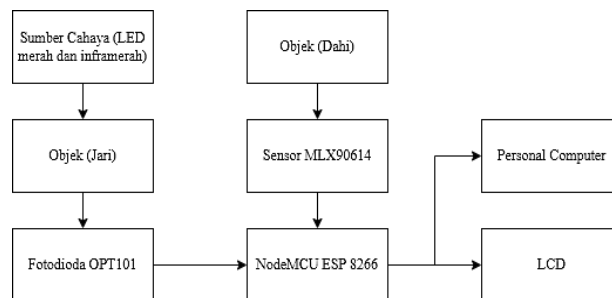 Sumber Cahaya (LED
merah dan inframerah)
Objek (Dahi)
Objek (Jari)
Sensor MLX90614
Personal Computer
Fotodioda OPT101
NodeMCU ESP 8266
LCD